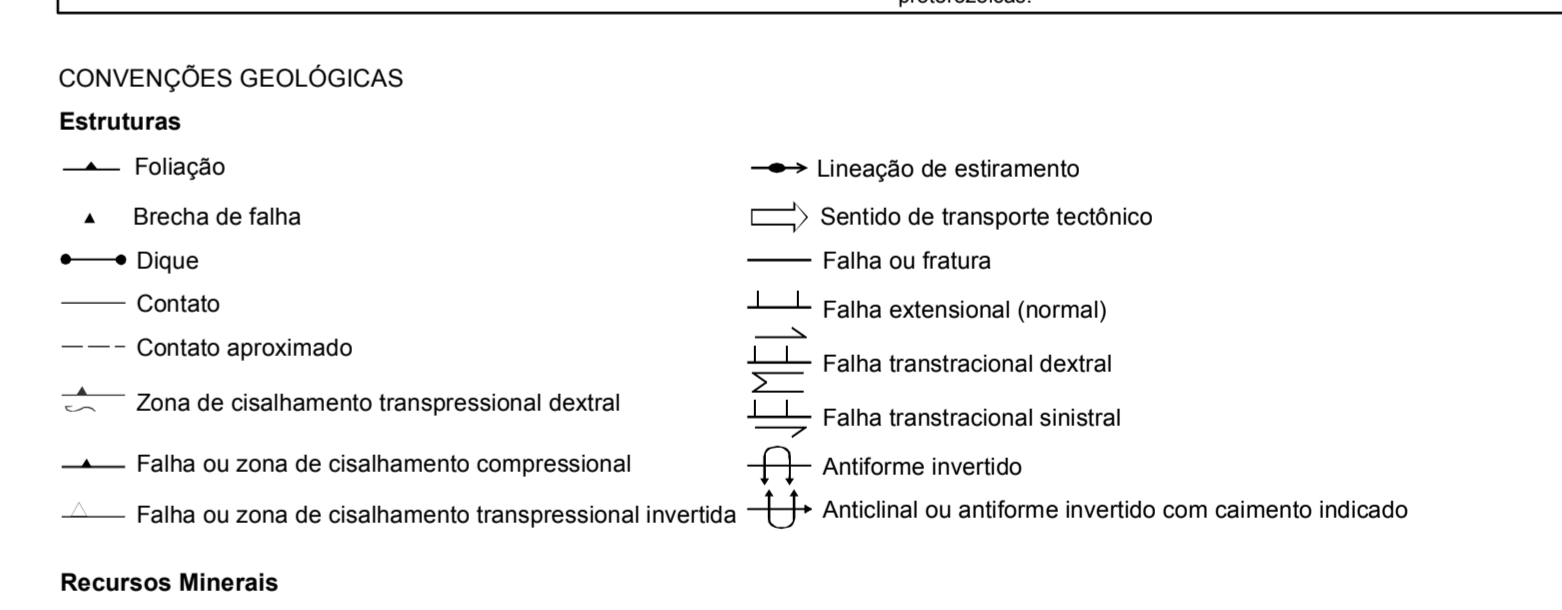 proterozoicas.
CONVENÇÕES GEOLÓGICAS
Estruturas
Foliação
Brecha de falha
Dique
Contato
Contato aproximado
Zona de cisalhamento transpressional dextral
Falha ou zona de cisalhamento compressional
Falha ou zona de cisalhamento transpressional invertida
Lineação de estiramento
Sentido de transporte tectônico
Falha ou fratura
Falha extensional (normal)
Falha transtracional dextral
Falha transtracional sinistral
Antiforme invertido
Anticlinal ou antiforme invertido com caimento indicado
Recursos Minerais